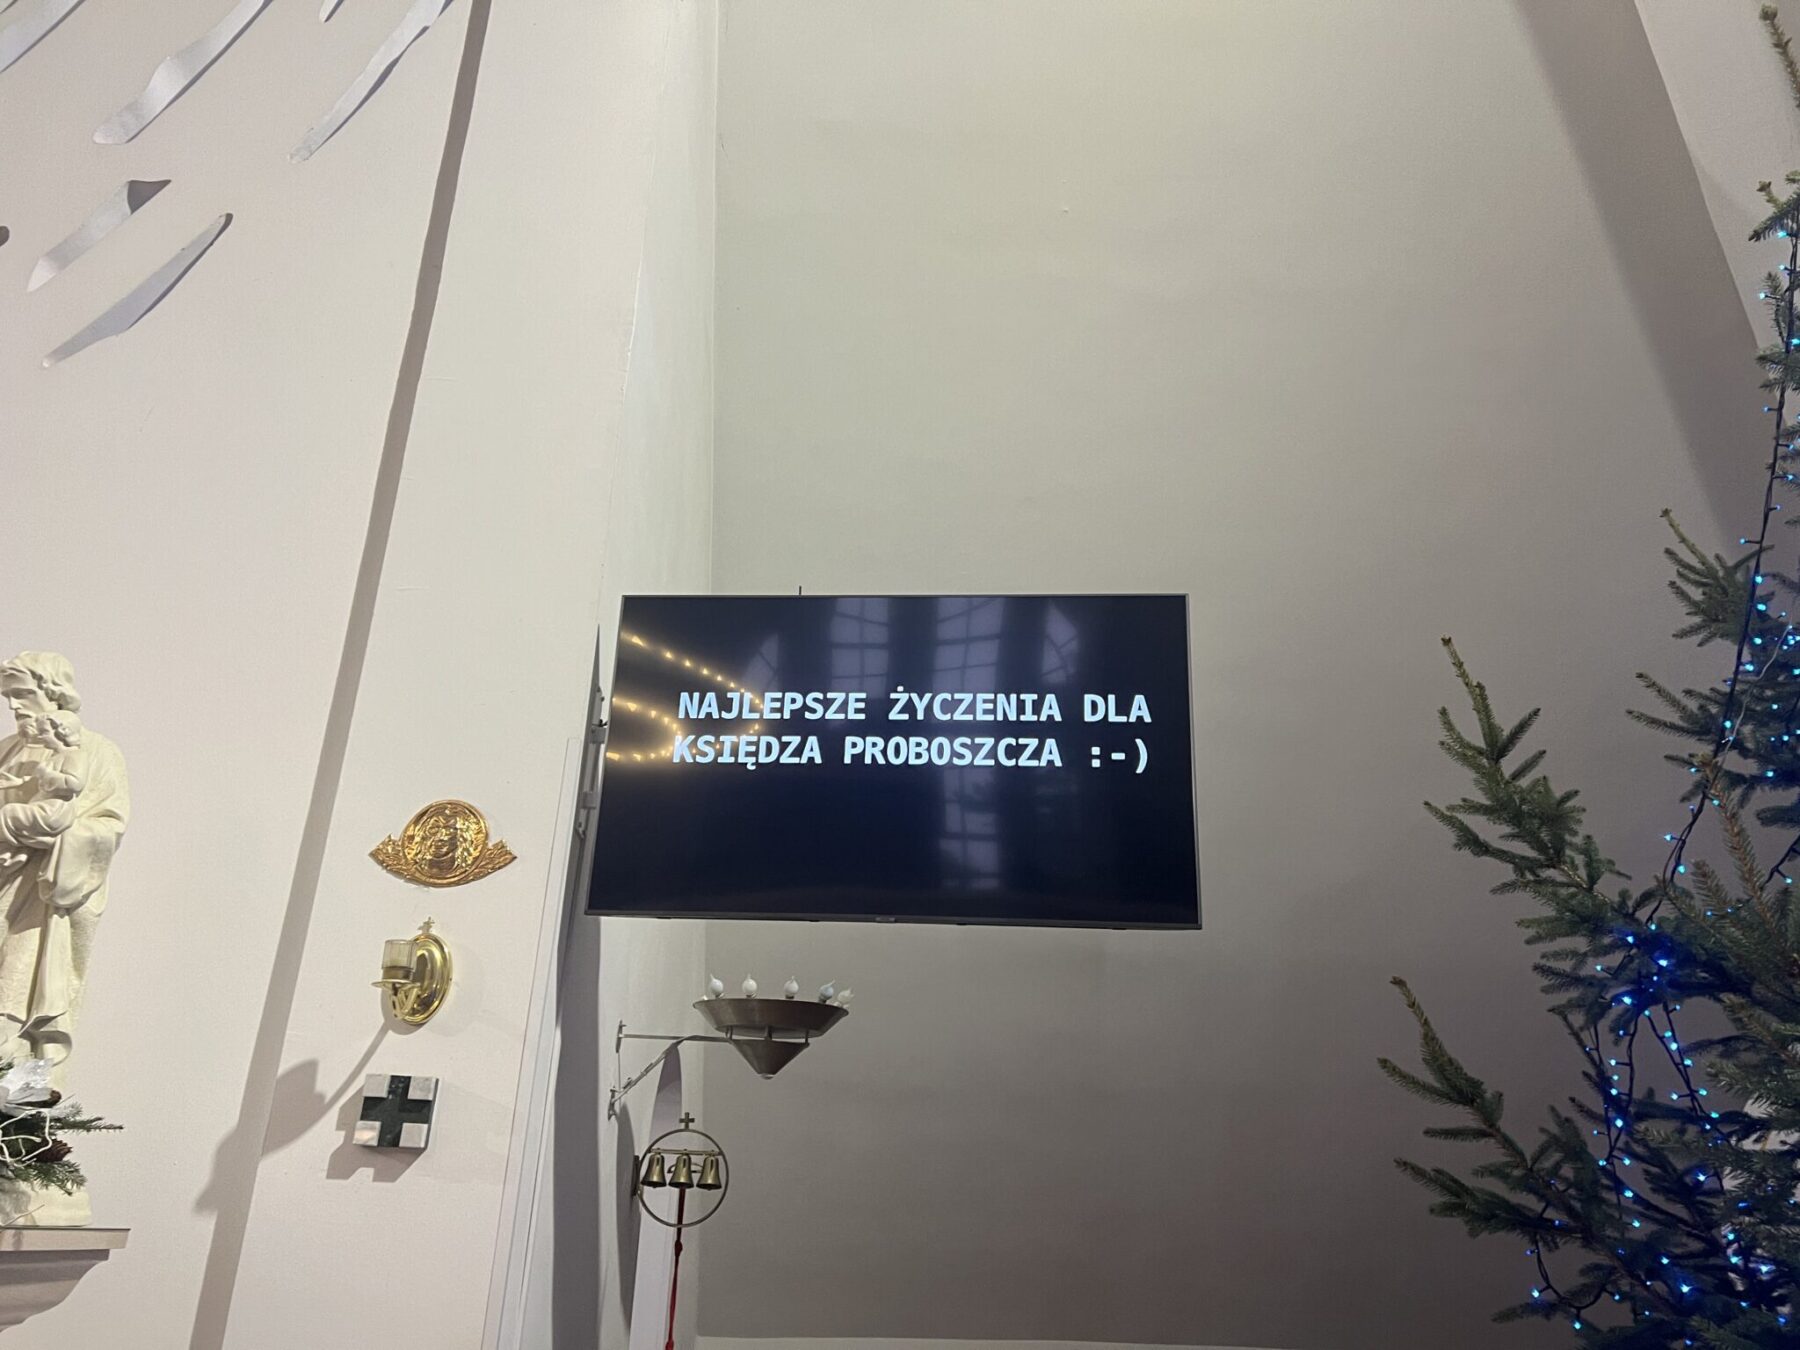 NAJLEPSZE ŻYCZENIA DLA
KSIĘDZA PROBOSZCZA :-)